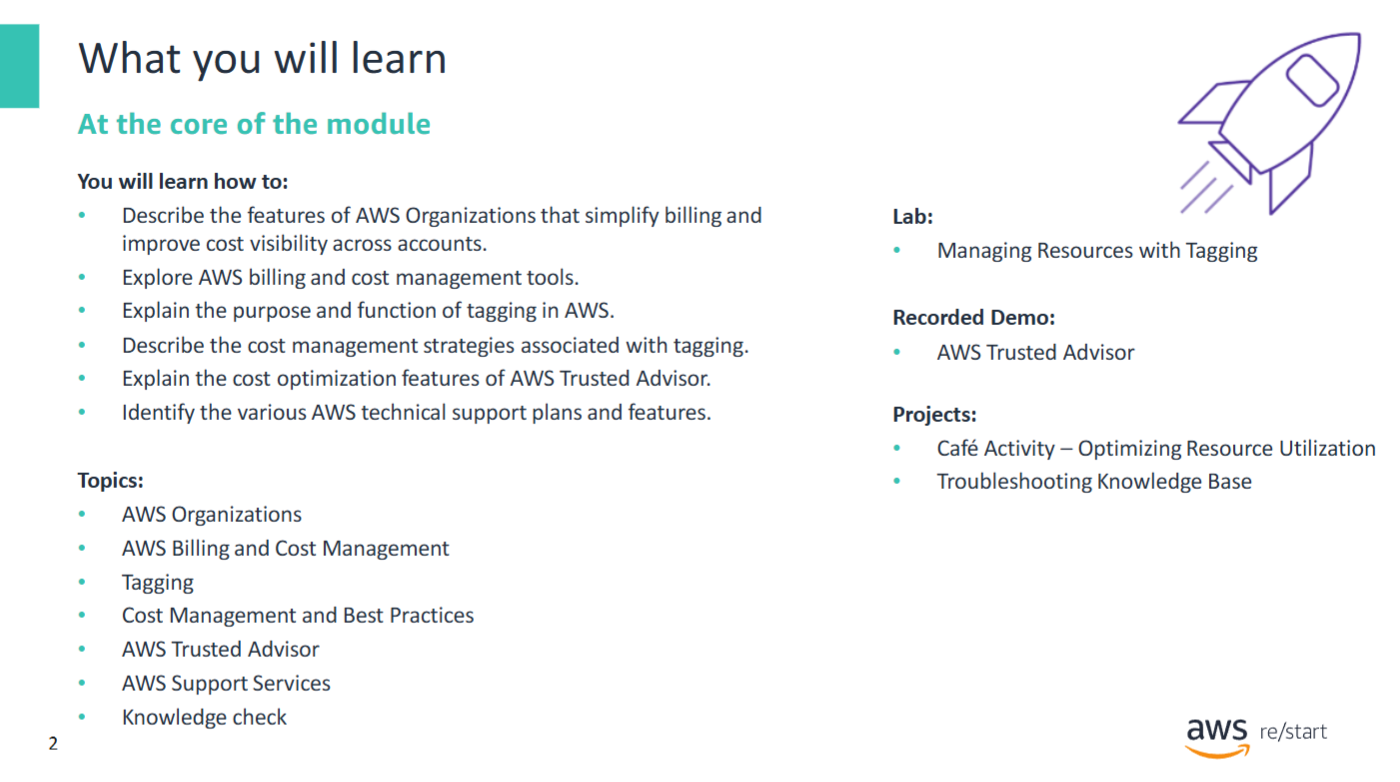 What you will learn
At the core of the module
You will learn how to:
• Describe the features of AWS Organizations that simplify billing and
improve cost visibility across accounts.
• Explore AWS billing and cost management tools.
• Explain the purpose and function of tagging in AWS.
• Describe the cost management strategies associated with tagging.
• Explain the cost optimization features of AWS Trusted Advisor.
• Identify the various AWS technical support plans and features.
Topics:
• AWS Organizations
• AWS Billing and Cost Management
• Tagging
• Cost Management and Best Practices
• AWS Trusted Advisor
• AWS Support Services
• Knowledge check
Lab:
• Managing Resources with Tagging
Recorded Demo:
• AWS Trusted Advisor
Projects:
• Café Activity – Optimizing Resource Utilization
• Troubleshooting Knowledge Base
2
aws re/start